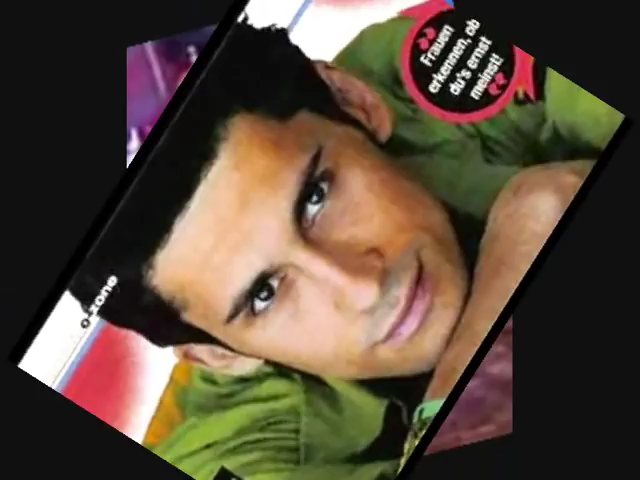 Frauen
erkennen, ob
du's ernst
meinst!
o-zone